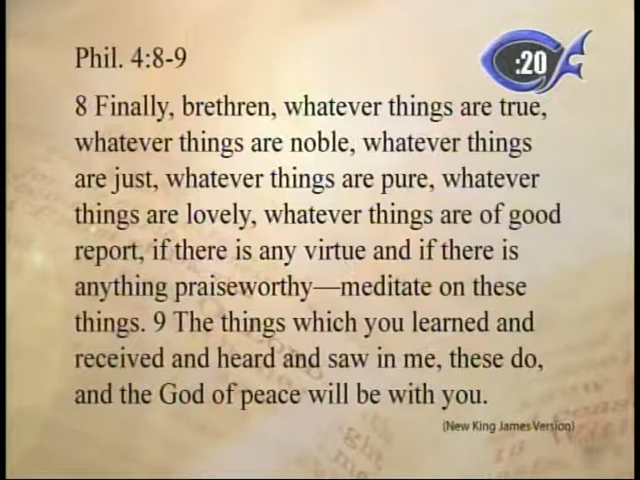 Phil. 4:8-9
:20
8 Finally, brethren, whatever things are true,
whatever things are noble, whatever things
are just, whatever things are pure, whatever
things are lovely, whatever things are of good
report, if there is any virtue and if there is
anything praiseworthy—meditate on these
things. 9 The things which you learned and
received and heard and saw in me, these do,
and the God of peace will be with you.
(New King James Version)